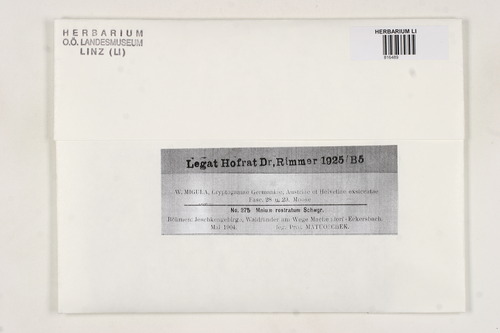 HERBARIUM
O.Ö. LANDESMUSEUM
LINZ (LI)
HERBARIUM LI
Legat Hofrat Dr. Rimmer 1925/B5
W. MIGULA, Cryptogamae Germaniae, Austriae et Helvetiae exsiccatae
Fasc. 28 u. 29. Moose
No. 275 Mnium rostratum Schwgr.
Böhmen: Jeschkengebirge, Waldränder am Wege
Mai 1904. leg. Prof. MATOUSCHEK.